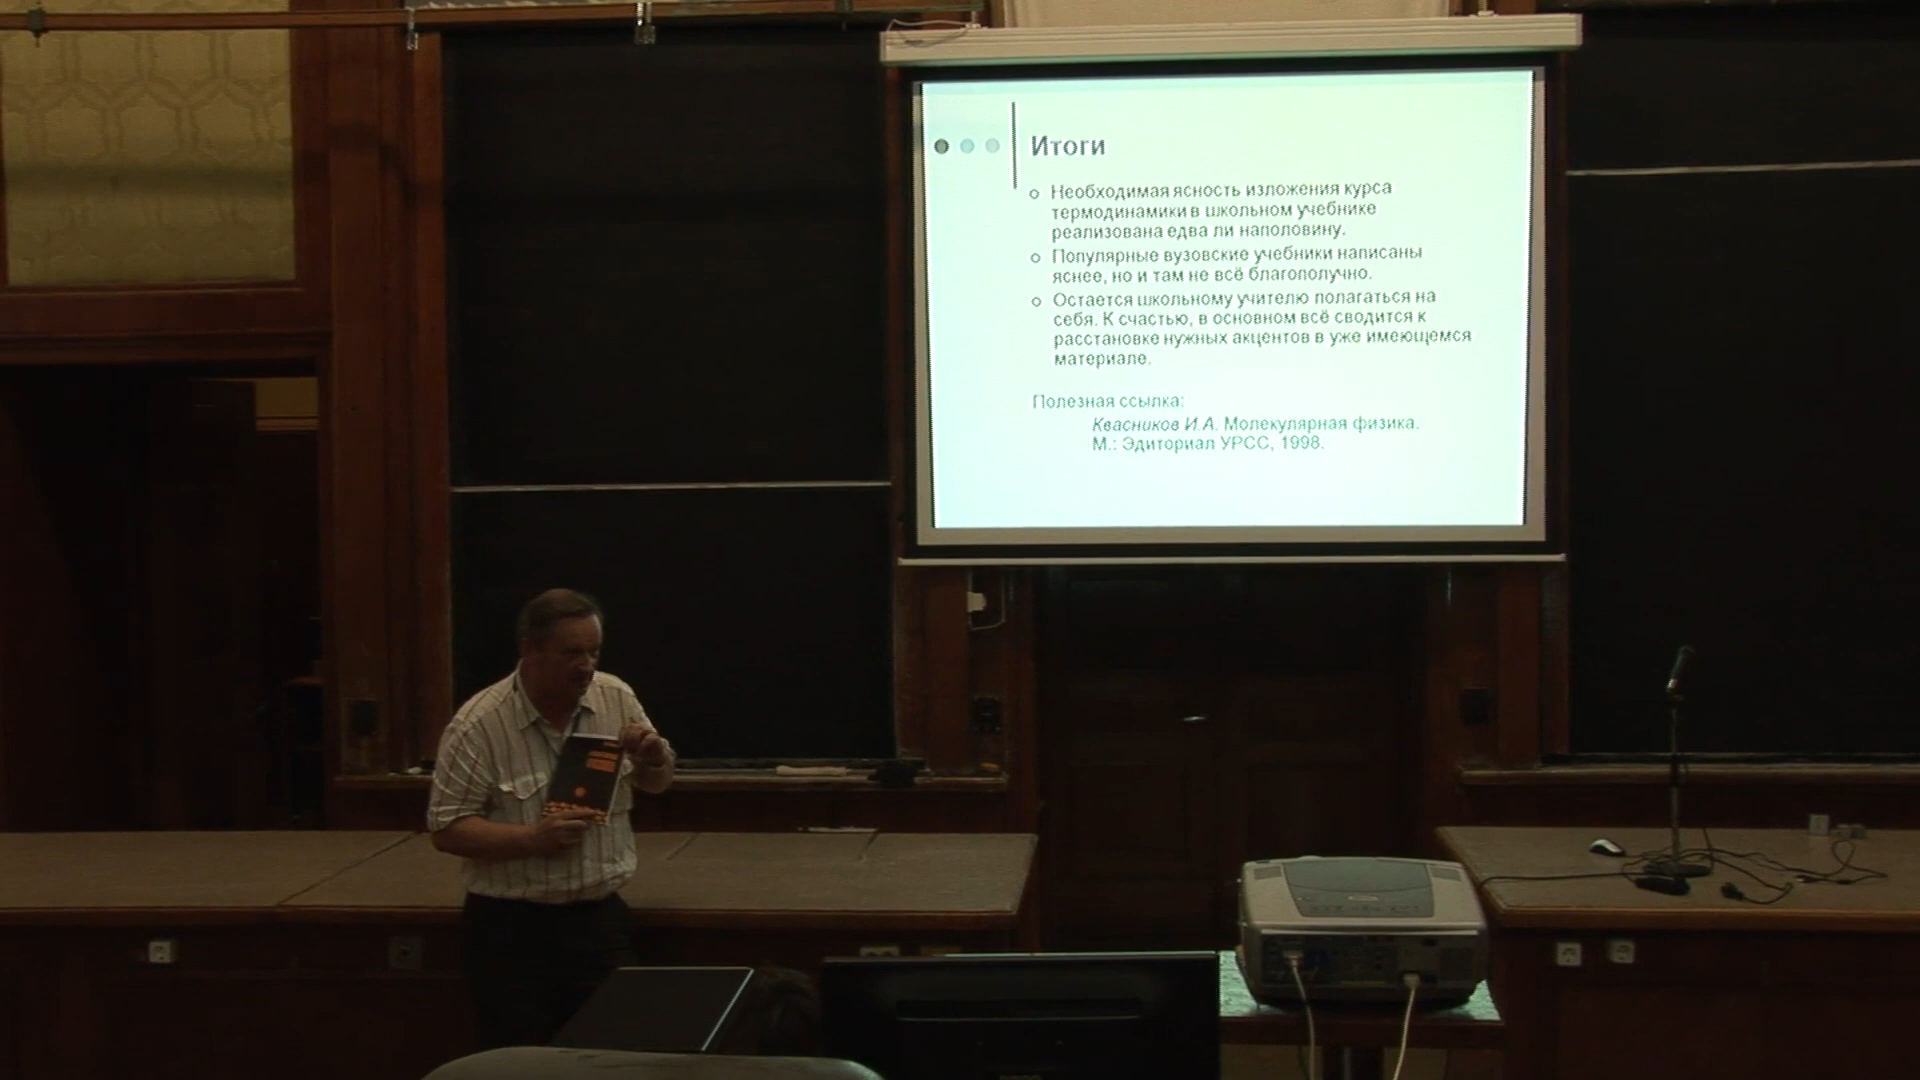 Итоги
Необходимая ясность изложения курса
термодинамики в школьном учебнике
реализована едва ли наполовину.
Популярные вузовские учебники написаны
яснее, но и там не всё благополучно.
Остается школьному учителю полагаться на
себя. К счастью, в основном всё сводится к
расстановке нужных акцентов в уже имеющемся
материале.
Полезная ссылка:
Квасников И.А. Молекулярная физика.
М.: Эдиториал УРСС, 1998.